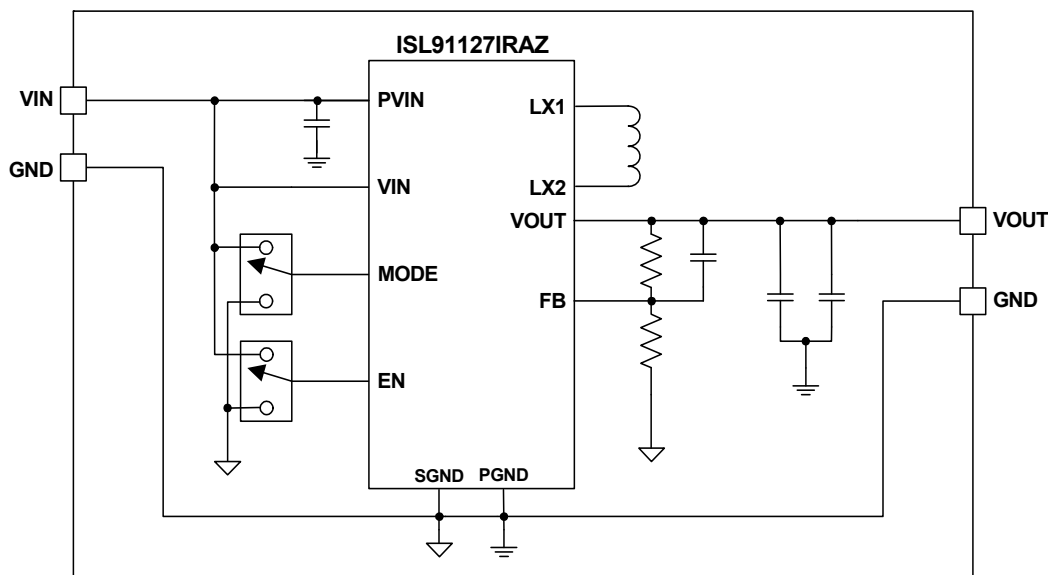 ISL91127IRAZ
VIN
GND
PVIN
VIN
MODE
EN
LX1
LX2
VOUT
FB
SGND PGND
VOUT
GND